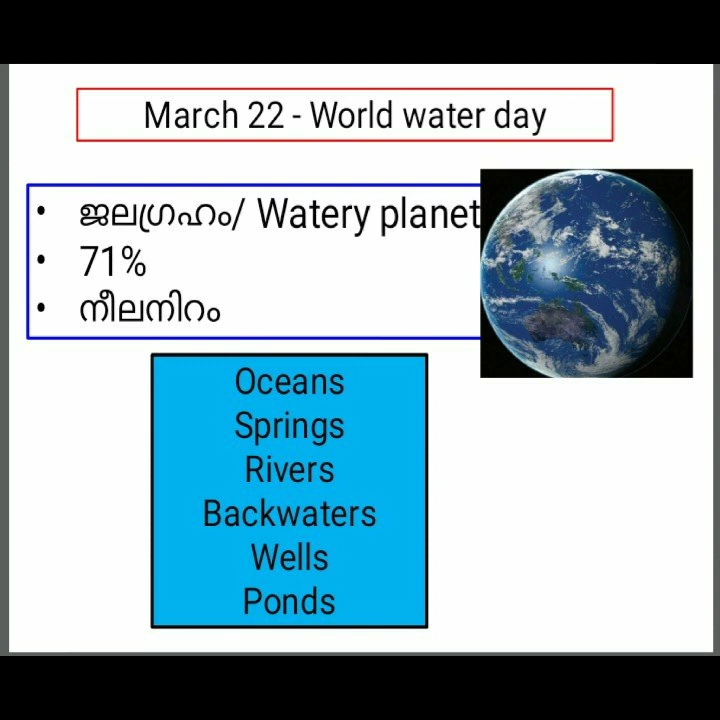 March 22 - World water day
• ജലഗ്രഹം/ Watery planet
• 71%
• നീലനിറം
Oceans
Springs
Rivers
Backwaters
Wells
Ponds